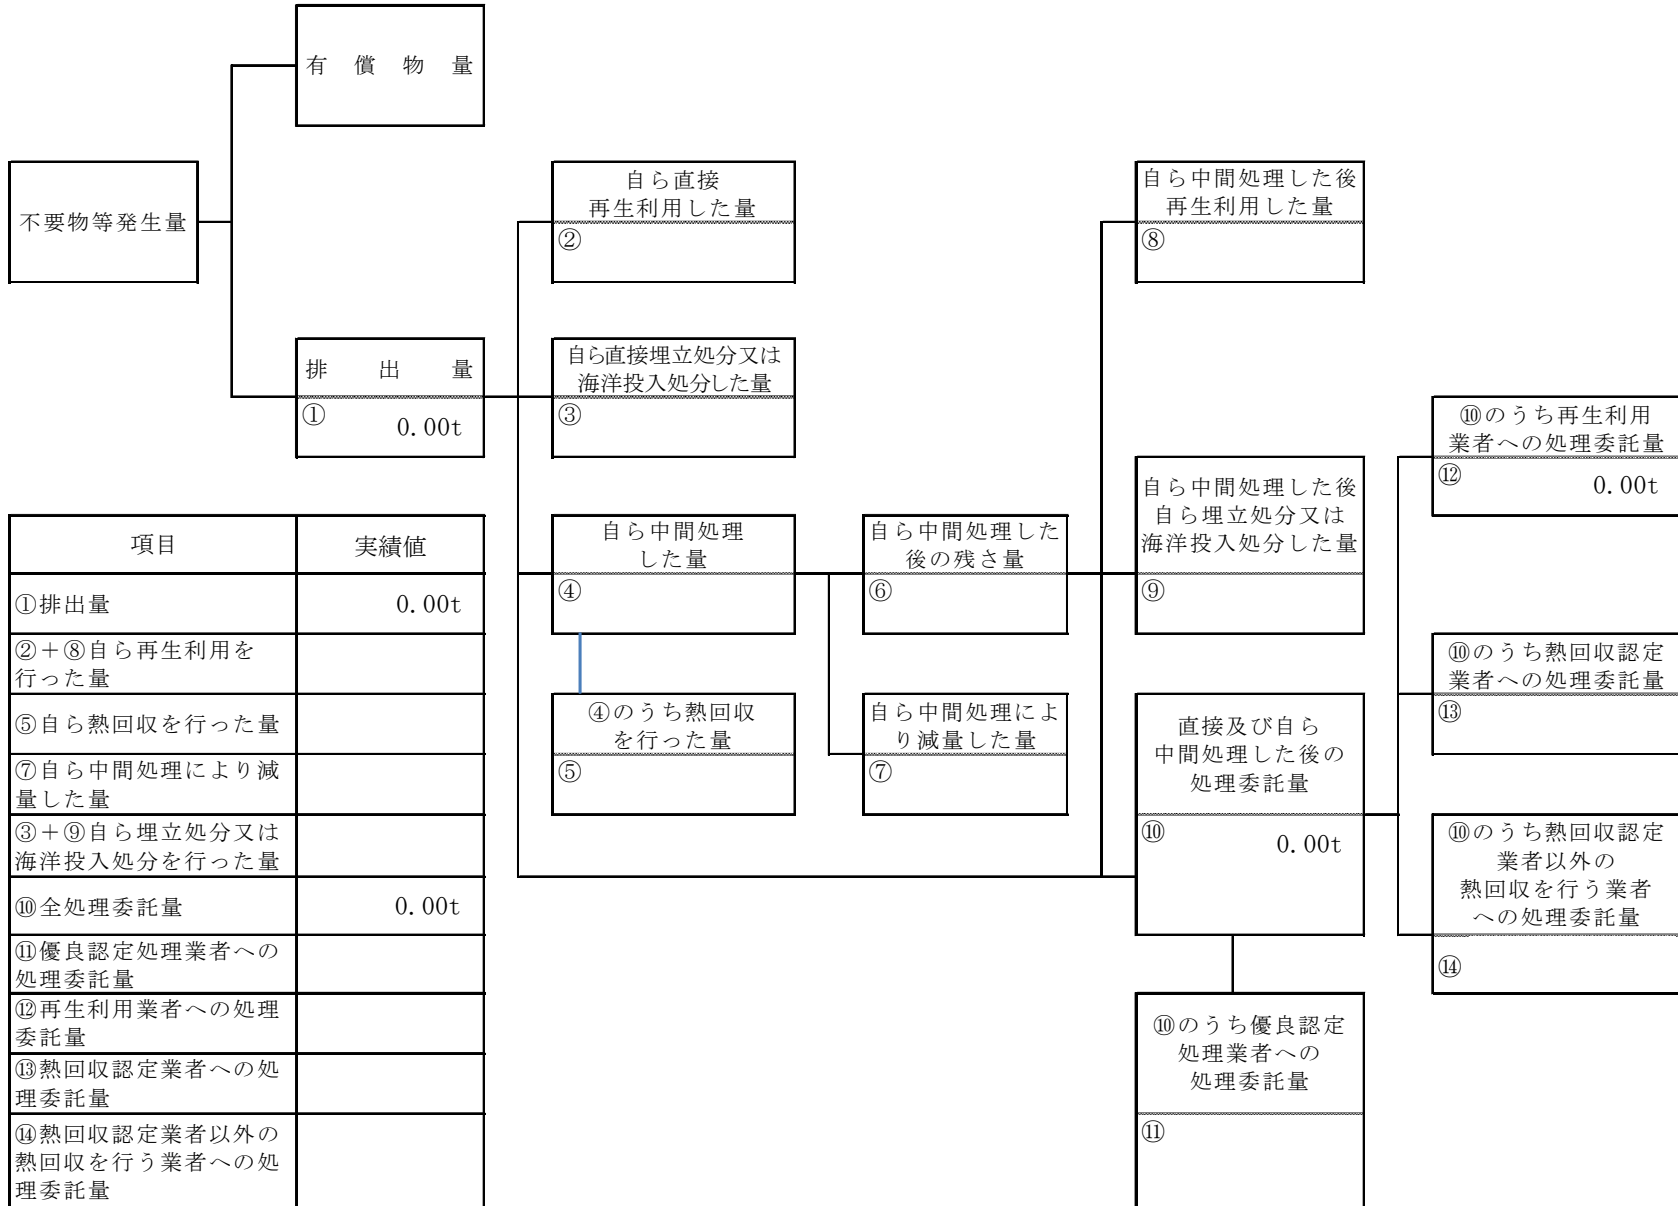 有償物量
不要物等発生量
排出量
①
0.00t
自ら直接
再生利用した量
②
自ら直接埋立処分又は
海洋投入処分した量
③
自ら中間処理
した量
④
④のうち熱回収
を行った量
⑤
自ら中間処理した
後の残さ量
⑥
自ら中間処理によ
り減量した量
⑦
自ら中間処理した後
再生利用した量
⑧
自ら中間処理した後
自ら埋立処分又は
海洋投入処分した量
⑨
直接及び自ら
中間処理した後の
処理委託量
⑩
0.00t
⑩のうち優良認定
処理業者への
処理委託量
⑪
⑩のうち再生利用
業者への処理委託量
⑫
0.00t
⑩のうち熱回収認定
業者への処理委託量
⑬
⑩のうち熱回収認定
業者以外の
熱回収を行う業者
への処理委託量
⑭
項目 実績値
①排出量 0.00t
②+⑧自ら再生利用を
行った量
⑤自ら熱回収を行った量
⑦自ら中間処理により減
量した量
③+⑨自ら埋立処分又は
海洋投入処分を行った量
⑩全処理委託量 0.00t
⑪優良認定処理業者への
処理委託量
⑫再生利用業者への処理
委託量
⑬熱回収認定業者への処
理委託量
⑭熱回収認定業者以外の
熱回収を行う業者への処
理委託量